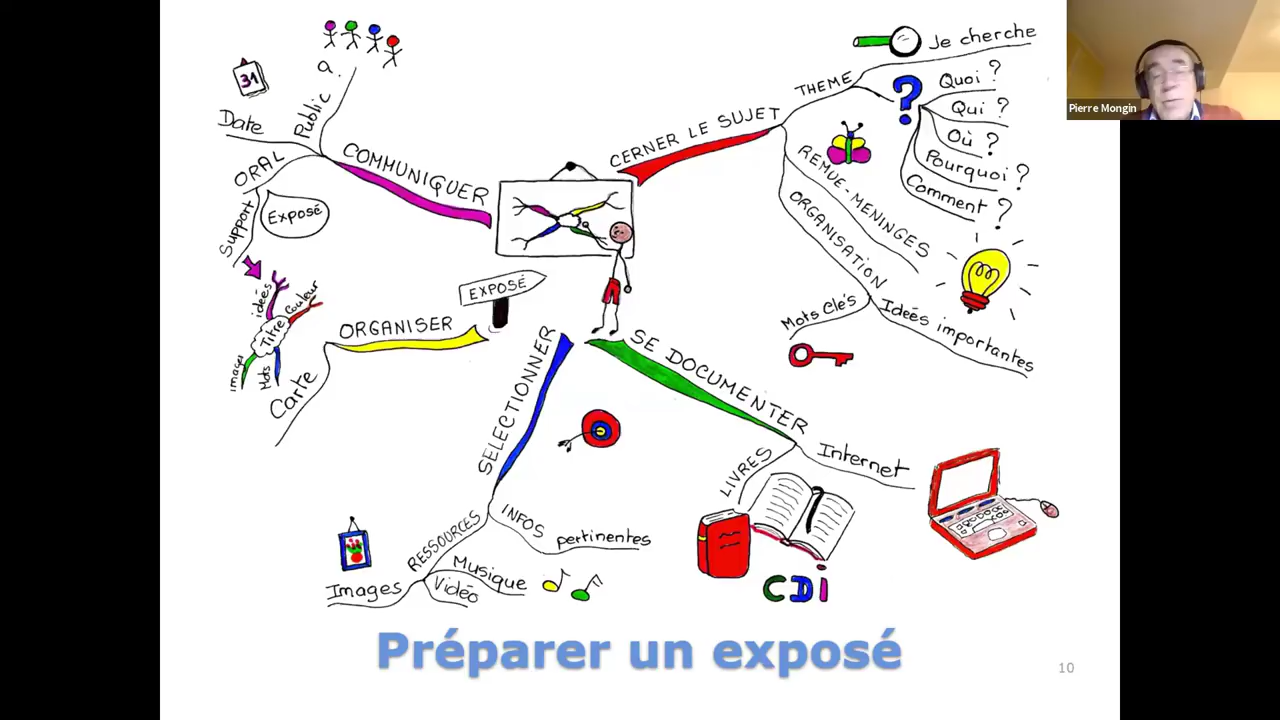 Pierre Mongin
EXPOSÉ
CERNER LE SUJET
THEME
Je cherche
Quoi ?
Qui ?
Où ?
Pourquoi ?
Comment ?
REMUE-MENINGES
ORGANISATION
Mots clés
Idées importantes
SE DOCUMENTER
Internet
LIVRES
CDI
SELECTIONNER
INFOS pertinentes
RESSOURCES
Musique
Vidéo
Images
ORGANISER
Carte
COMMUNIQUER
Public
a.
Date
31
ORAL
Exposé
Support
idées
Couleur
Titre
images
Mots
Préparer un exposé
10